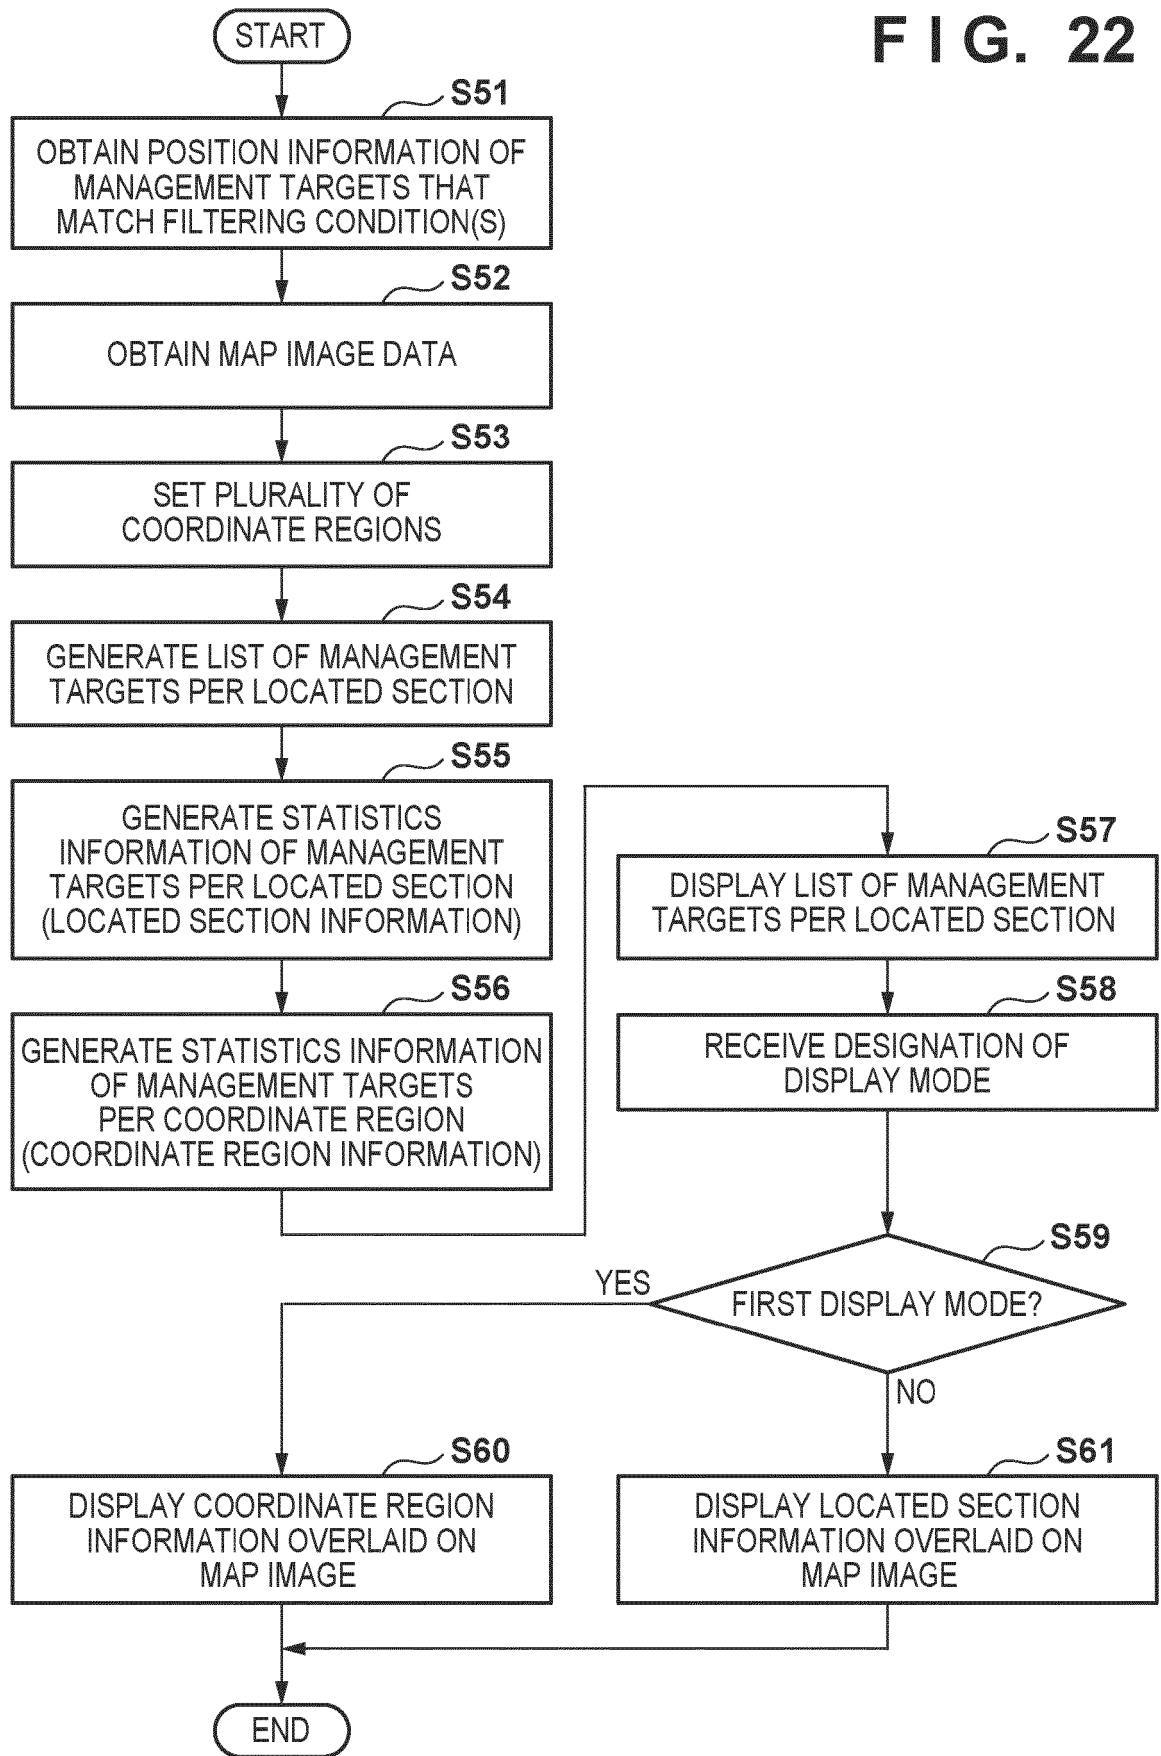 FIG. 22
START
S51
OBTAIN POSITION INFORMATION OF
MANAGEMENT TARGETS THAT
MATCH FILTERING CONDITION(S)
S52
OBTAIN MAP IMAGE DATA
S53
SET PLURALITY OF
COORDINATE REGIONS
S54
GENERATE LIST OF MANAGEMENT
TARGETS PER LOCATED SECTION
S55
GENERATE STATISTICS
INFORMATION OF MANAGEMENT
TARGETS PER LOCATED SECTION
(LOCATED SECTION INFORMATION)
S56
GENERATE STATISTICS INFORMATION
OF MANAGEMENT TARGETS
PER COORDINATE REGION
(COORDINATE REGION INFORMATION)
S57
DISPLAY LIST OF MANAGEMENT
TARGETS PER LOCATED SECTION
S58
RECEIVE DESIGNATION OF
DISPLAY MODE
S59
FIRST DISPLAY MODE?
YES
NO
S60
DISPLAY COORDINATE REGION
INFORMATION OVERLAID ON
MAP IMAGE
S61
DISPLAY LOCATED SECTION
INFORMATION OVERLAID ON
MAP IMAGE
END